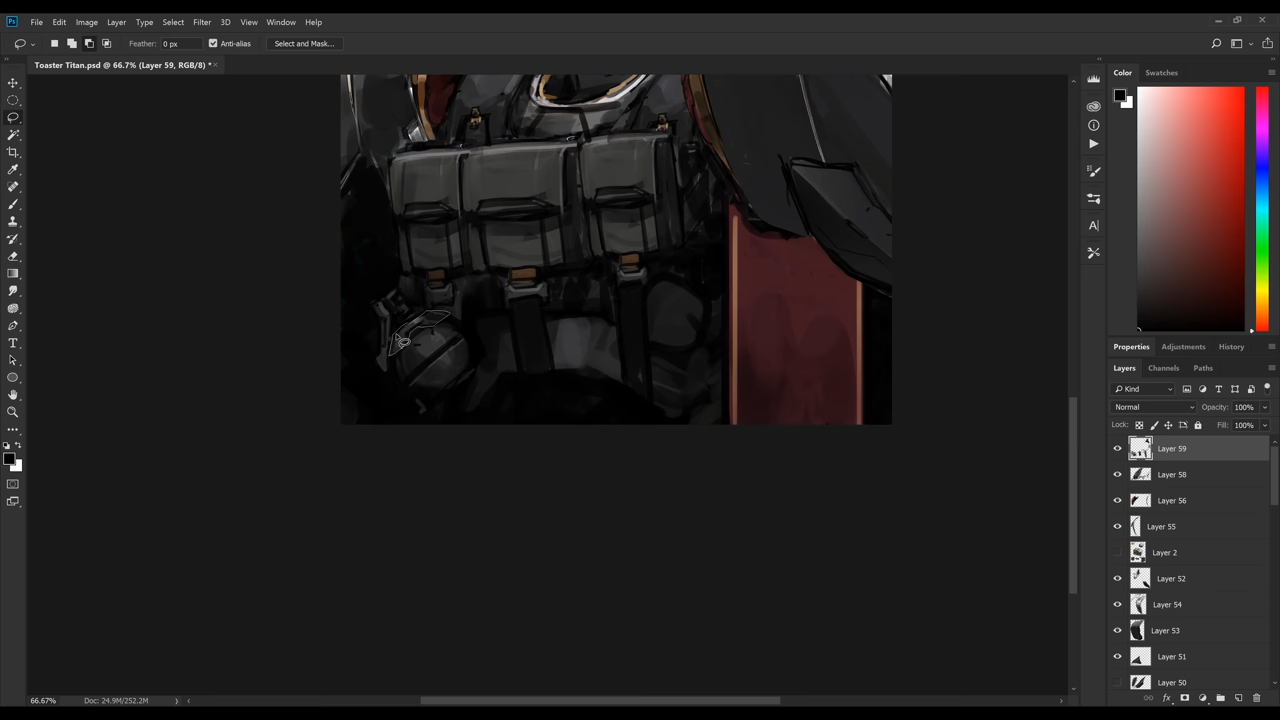 Ps File Edit Image Layer Type Select Filter 3D View Window Help
Feather: 0 px Anti-alias Select and Mask...
Toaster Titan.psd @ 66.7% (Layer 59, RGB/8) *
Color Swatches
Properties Adjustments History
Layers Channels Paths
Kind
Normal Opacity: 100%
Lock: Fill: 100%
Layer 59
Layer 58
Layer 56
Layer 55
Layer 2
Layer 52
Layer 54
Layer 53
Layer 51
Layer 50
66.67% Doc: 24.9M/252.2M